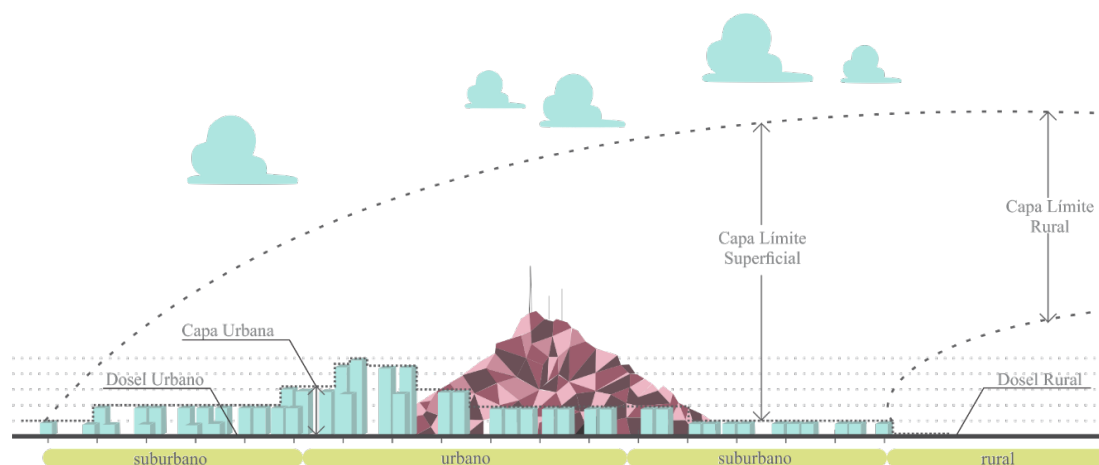 Capa Límite
Rural
Capa Límite
Superficial
Capa Urbana
Dosel Urbano
Dosel Rural
suburbano
urbano
suburbano
rural